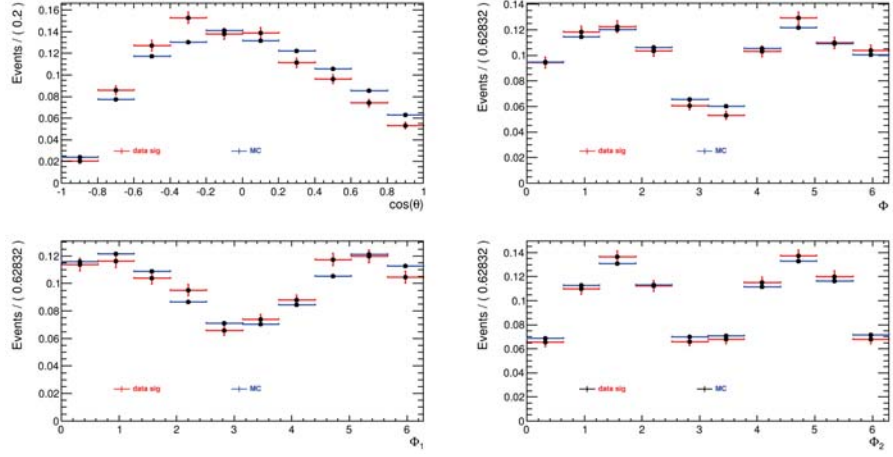 Events / ( 0.2 )
0.16
0.14
0.12
0.1
0.08
0.06
0.04
0.02
0
data sig
MC
-1 -0.8 -0.6 -0.4 -0.2 0 0.2 0.4 0.6 0.8 1
cos(θ)
Events / ( 0.62832 )
0.14
0.12
0.1
0.08
0.06
0.04
0.02
0
data sig
MC
0 1 2 3 4 5 6
Φ
Events / ( 0.62832 )
0.12
0.1
0.08
0.06
0.04
0.02
0
data sig
MC
0 1 2 3 4 5 6
Φ1
Events / ( 0.62832 )
0.14
0.12
0.1
0.08
0.06
0.04
0.02
0
data sig
MC
0 1 2 3 4 5 6
Φ2